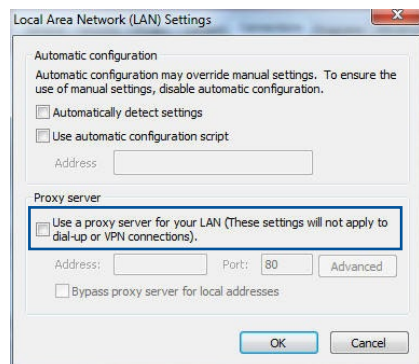 Local Area Network (LAN) Settings
Automatic configuration
Automatic configuration may override manual settings. To ensure the
use of manual settings, disable automatic configuration.
Automatically detect settings
Use automatic configuration script
Address
Proxy server
Use a proxy server for your LAN (These settings will not apply to
dial-up or VPN connections).
Address: Port: 80 Advanced
Bypass proxy server for local addresses
OK Cancel